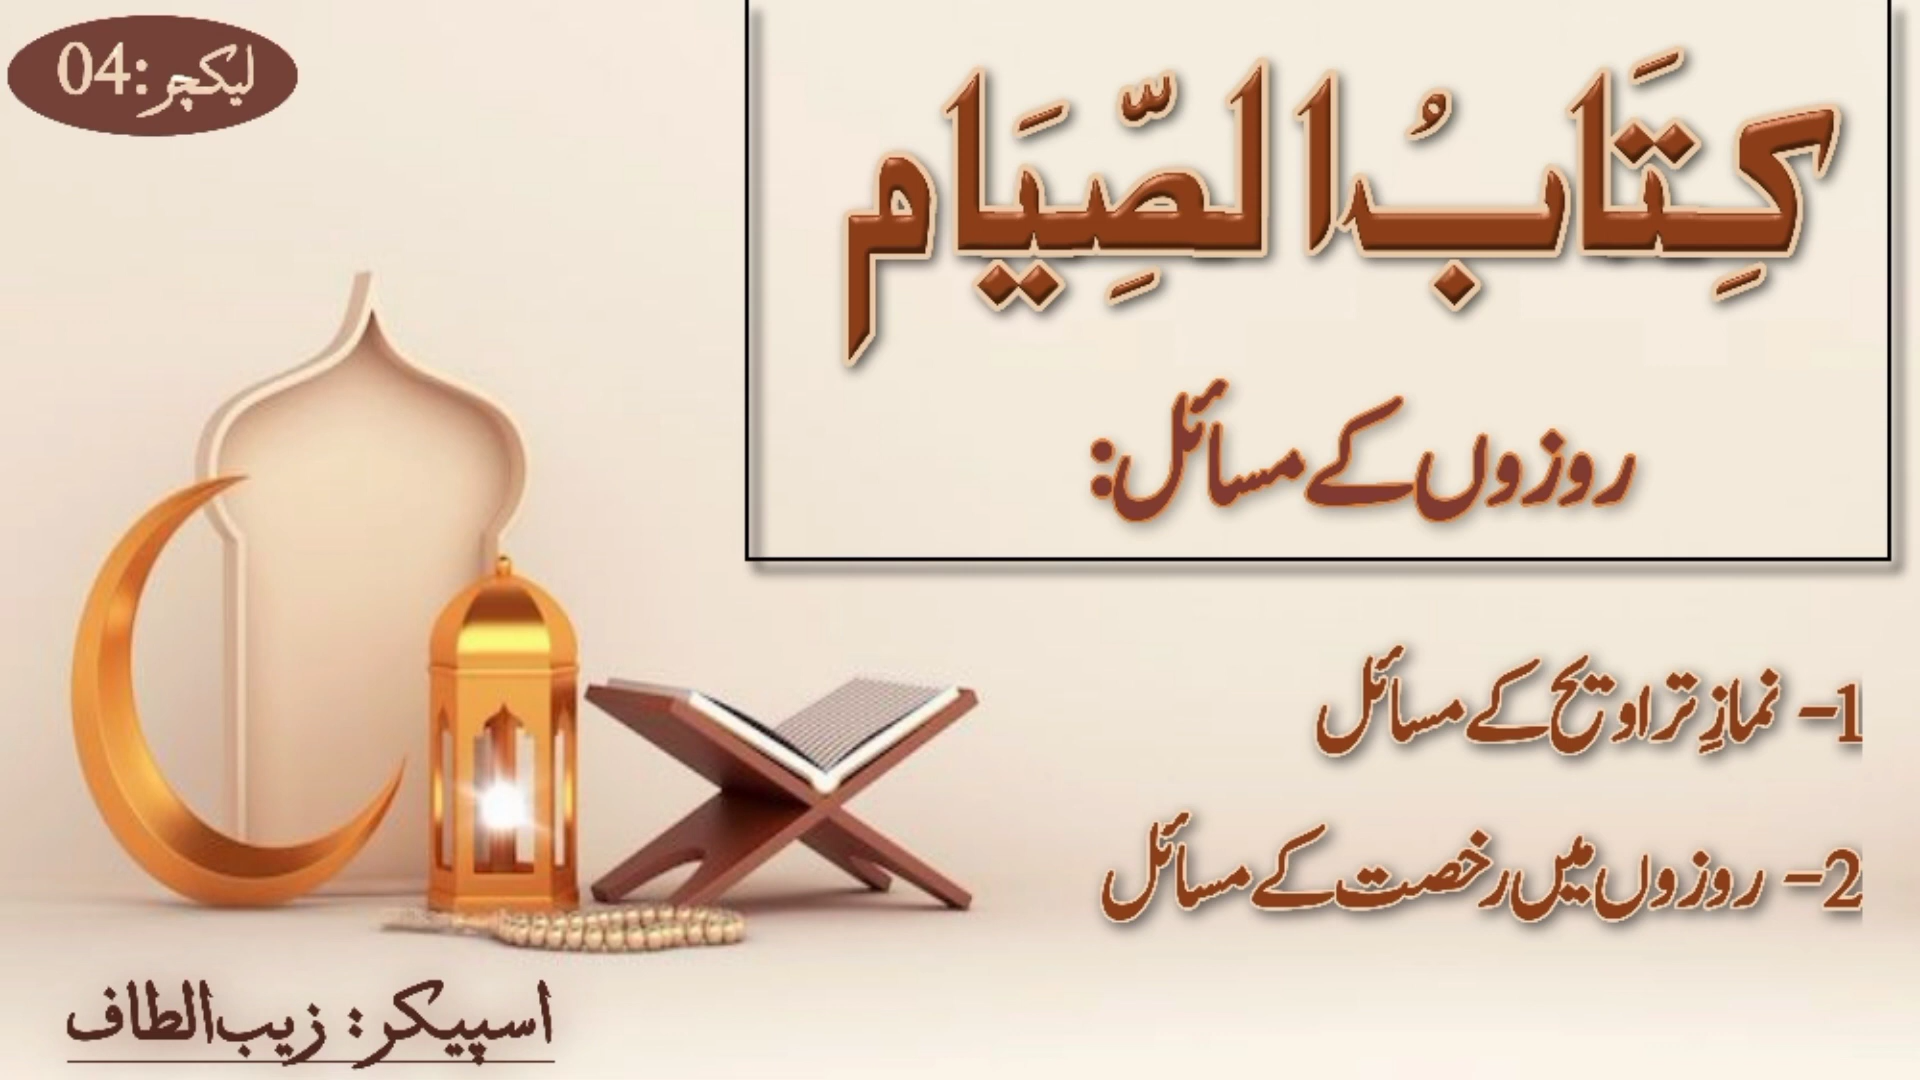 لیکچر:04
کِتَابُ الصِّیَام
روزوں کے مسائل:
1- نمازِ تراویح کے مسائل
2- روزوں میں رخصت کے مسائل
اسپیکر: زیب الطاف